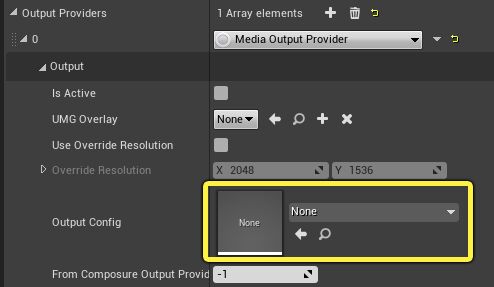 Output Providers 1 Array elements
0 Media Output Provider
Output
Is Active
UMG Overlay None
Use Override Resolution
Override Resolution X 2048 Y 1536
Output Config None None
From Composure Output Provid -1